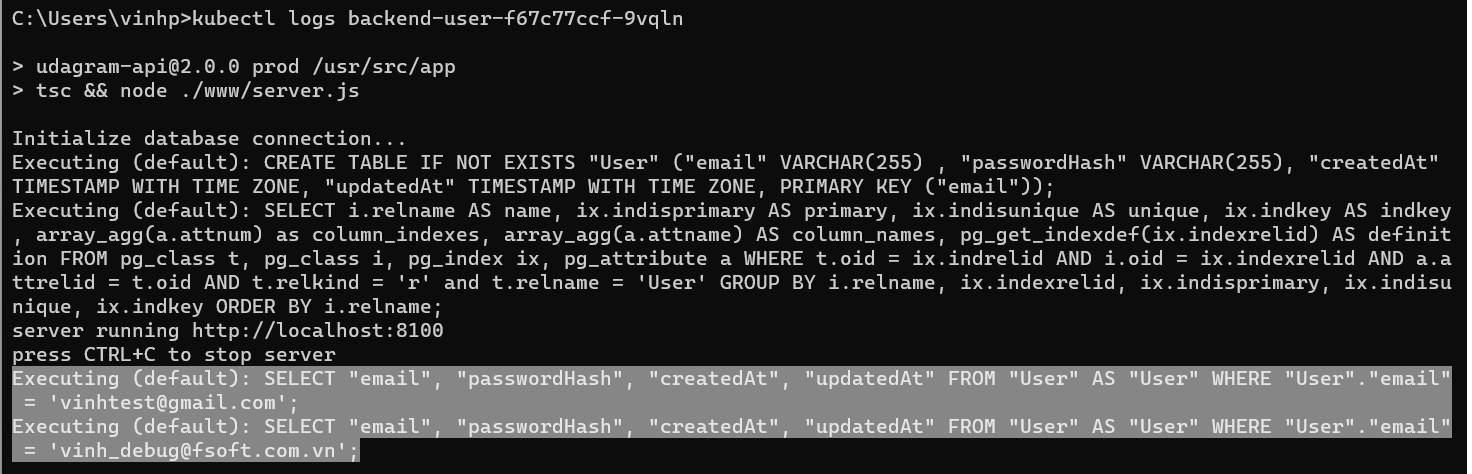 C:\Users\vinhp>kubectl logs backend-user-f67c77ccf-9vqln
> udagram-api@2.0.0 prod /usr/src/app
> tsc && node ./www/server.js
Initialize database connection...
Executing (default): CREATE TABLE IF NOT EXISTS "User" ("email" VARCHAR(255) , "passwordHash" VARCHAR(255), "createdAt"
TIMESTAMP WITH TIME ZONE, "updatedAt" TIMESTAMP WITH TIME ZONE, PRIMARY KEY ("email"));
Executing (default): SELECT i.relname AS name, ix.indisprimary AS primary, ix.indisunique AS unique, ix.indkey AS indkey
, array_agg(a.attnum) as column_indexes, array_agg(a.attname) AS column_names, pg_get_indexdef(ix.indexrelid) AS definit
ion FROM pg_class t, pg_class i, pg_index ix, pg_attribute a WHERE t.oid = ix.indrelid AND i.oid = ix.indexrelid AND a.a
ttrelid = t.oid AND t.relkind = 'r' and t.relname = 'User' GROUP BY i.relname, ix.indexrelid, ix.indisprimary, ix.indisu
nique, ix.indkey ORDER BY i.relname;
server running http://localhost:8100
press CTRL+C to stop server
Executing (default): SELECT "email", "passwordHash", "createdAt", "updatedAt" FROM "User" AS "User" WHERE "User"."email"
= 'vinhtest@gmail.com';
Executing (default): SELECT "email", "passwordHash", "createdAt", "updatedAt" FROM "User" AS "User" WHERE "User"."email"
= 'vinh_debug@fsoft.com.vn';